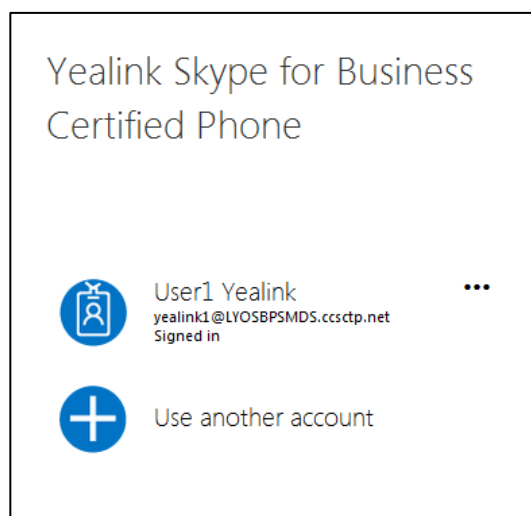 Yealink Skype for Business
Certified Phone
User1 Yealink
yealink1@LYOSBPSMDS.ccsctp.net
Signed in
Use another account